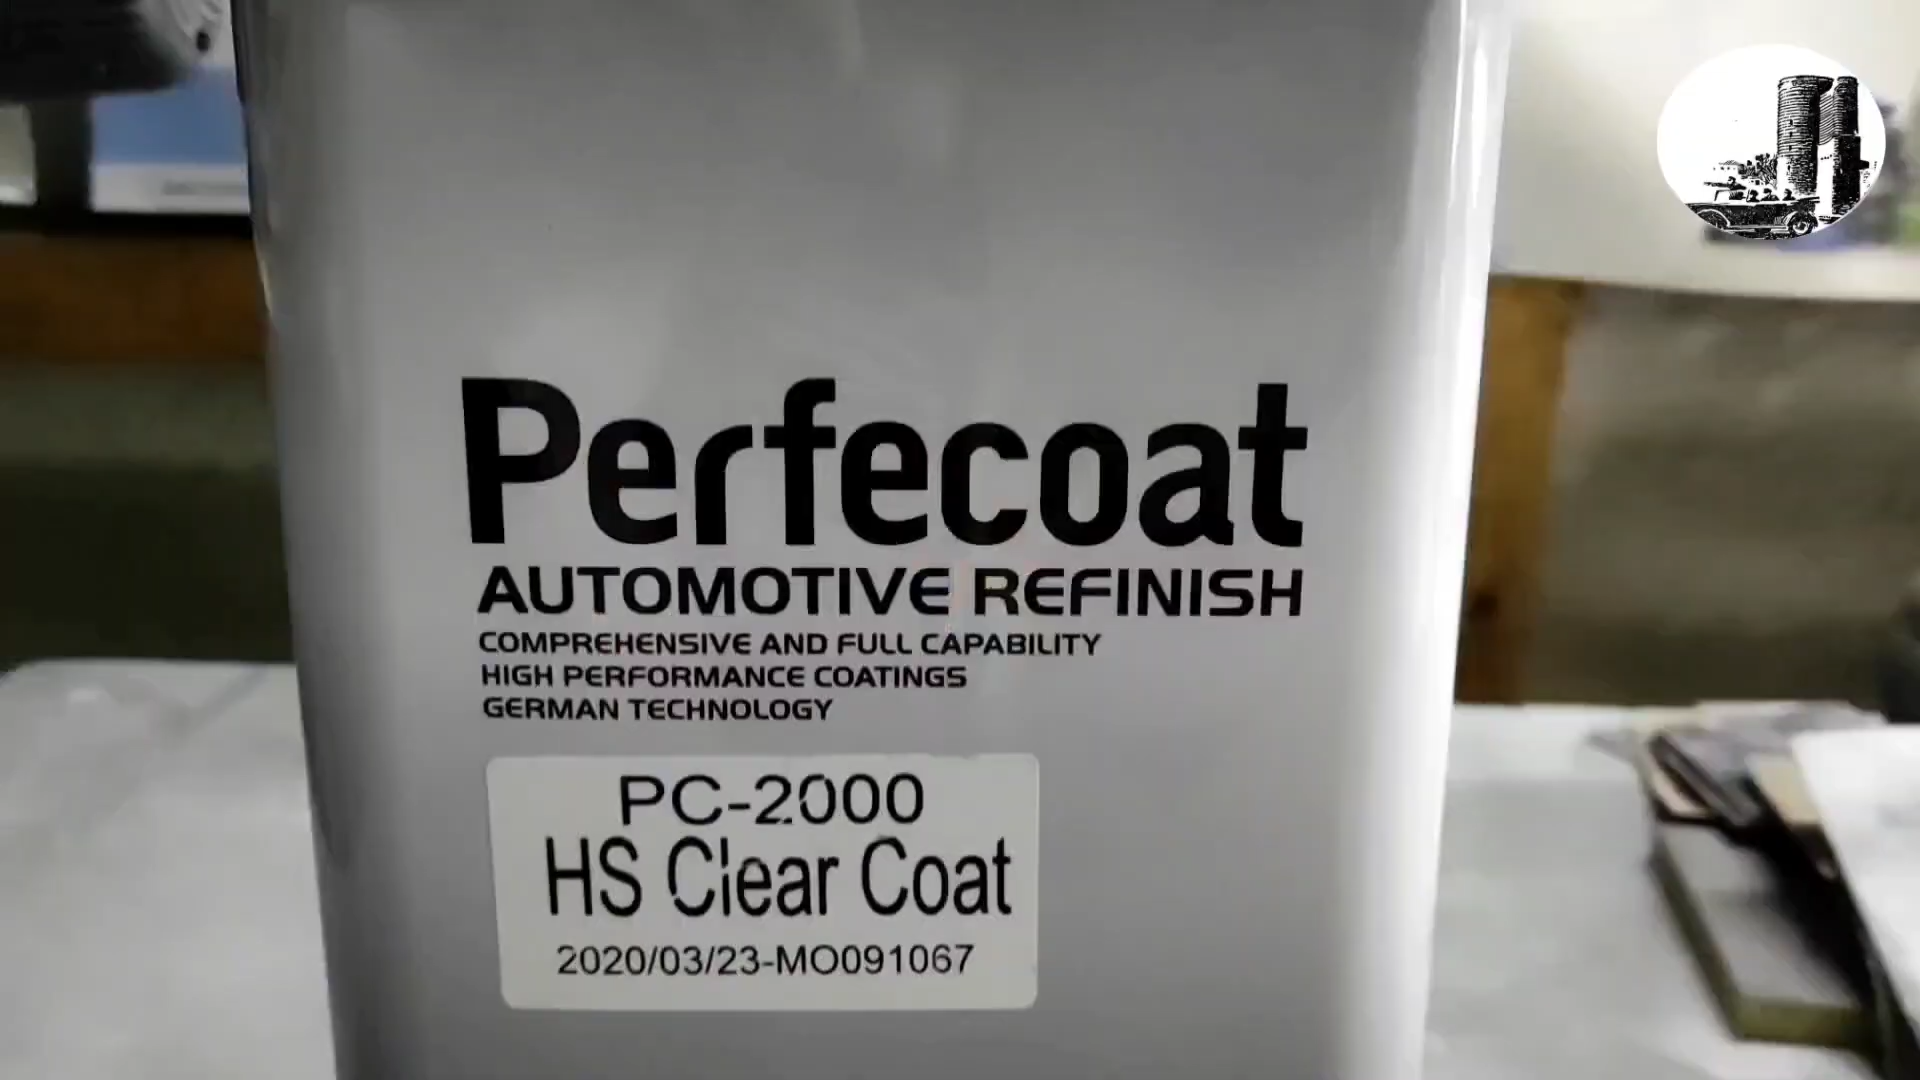 Perfecoat
AUTOMOTIVE REFINISH
COMPREHENSIVE AND FULL CAPABILITY
HIGH PERFORMANCE COATINGS
GERMAN TECHNOLOGY
PC-2000
HS Clear Coat
2020/03/23-MO091067